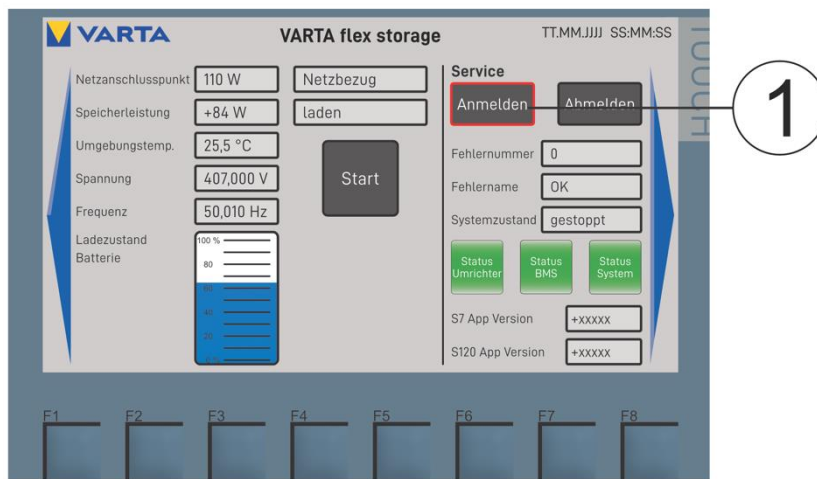 VARTA
VARTA flex storage
TT.MM.JJJJ SS:MM:SS
TOUCH
Netzanschlusspunkt 110 W Netzbezug
Speicherleistung +84 W laden
Umgebungstemp. 25,5 °C
Spannung 407,000 V
Frequenz 50,010 Hz
Start
Ladezustand
Batterie
100 %
80
60
40
20
Service
Anmelden Abmelden
1
Fehlernummer 0
Fehlername OK
Systemzustand gestoppt
Status
Umrichter
Status
BMS
Status
System
S7 App Version +xxxxx
S120 App Version +xxxxx
F1 F2 F3 F4 F5 F6 F7 F8